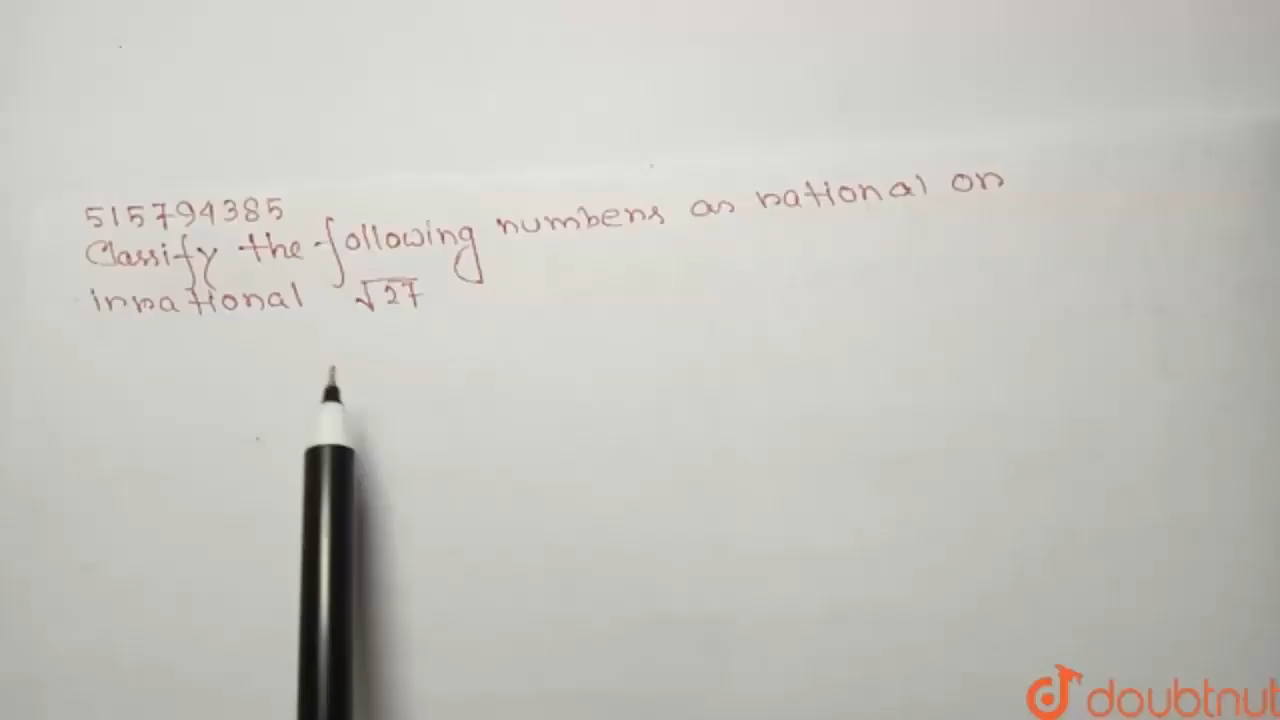 515794385
Classify the following numbers as rational or
irrational √27
doubtnut